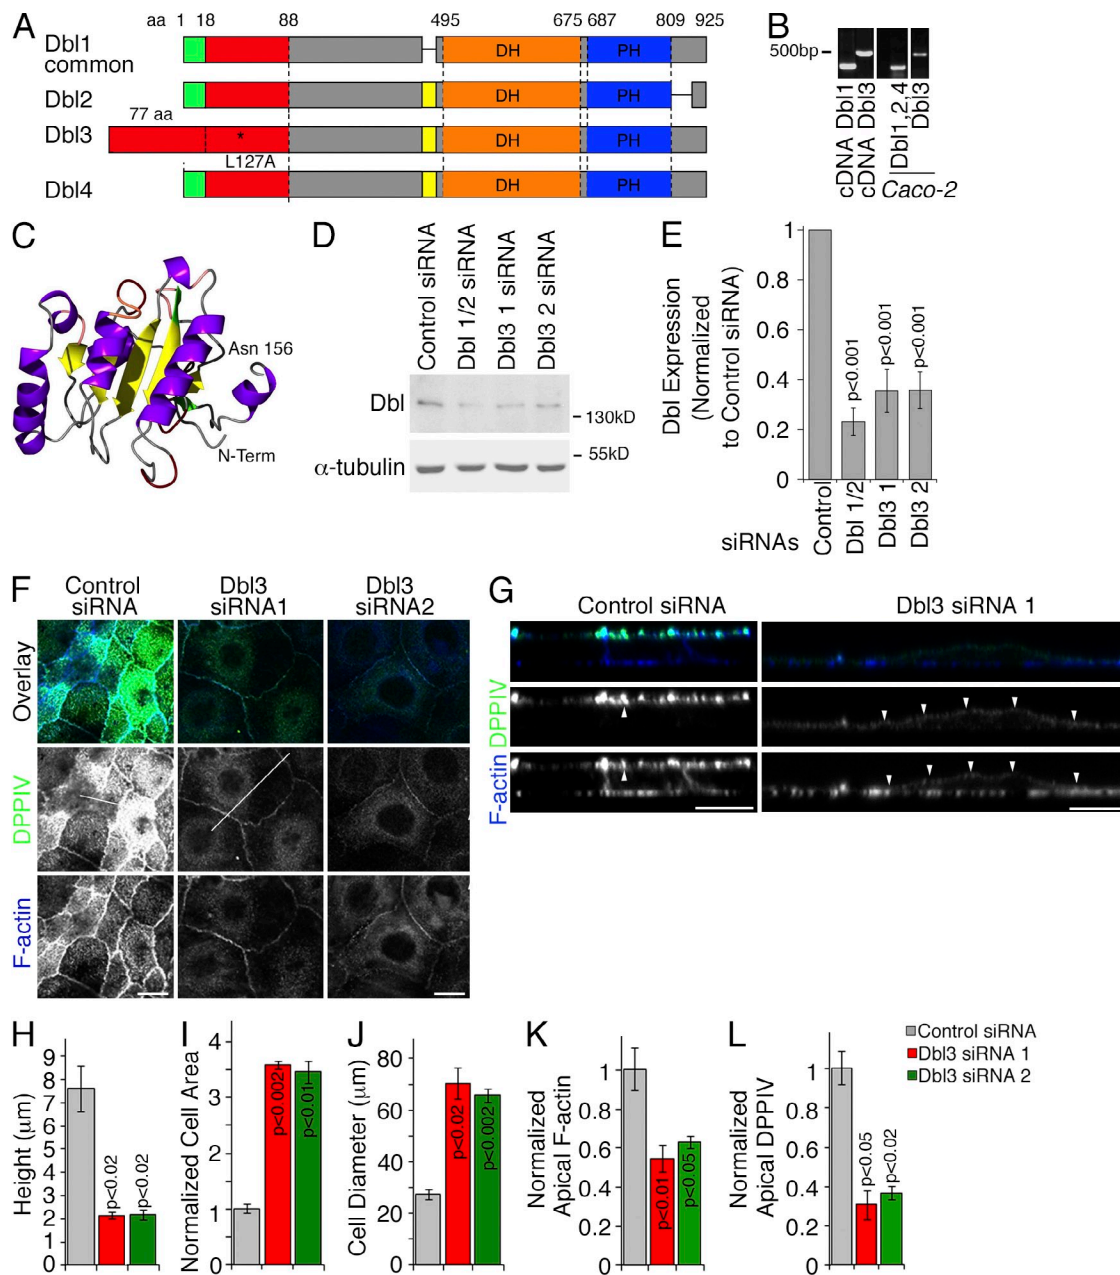 A
aa 1 18 88 495 675 687 809 925
Dbl1
common
DH PH
Dbl2
DH PH
77 aa
Dbl3
*
DH PH
L127A
Dbl4
DH PH
B
500bp
cDNA Dbl1
cDNA Dbl3
Dbl1,2,4
Dbl3
Caco-2
C
Asn 156
N-Term
D
Control siRNA
Dbl 1/2 siRNA
Dbl3 1 siRNA
Dbl3 2 siRNA
Dbl
130kD
55kD
α-tubulin
E
Dbl Expression
(Normalized
to Control siRNA)
1
0.8
0.6
0.4
0.2
0
p<0.001
p<0.001
p<0.001
Control
Dbl 1/2
Dbl3 1
Dbl3 2
siRNAs
F
Control
siRNA
Dbl3
siRNA1
Dbl3
siRNA2
Overlay
DPPIV
F-actin
G
Control siRNA
Dbl3 siRNA 1
F-actin DPPIV
H
Height (μm)
9
8
7
6
5
4
3
2
1
0
p<0.02
p<0.02
I
Normalized Cell Area
4
3
2
1
0
p<0.002
p<0.01
J
Cell Diameter (μm)
80
60
40
20
0
p<0.02
p<0.002
K
Normalized
Apical F-actin
1
0.8
0.6
0.4
0.2
0
p<0.01
p<0.05
L
Normalized
Apical DPPIV
1
0.8
0.6
0.4
0.2
0
p<0.05
p<0.02
Control siRNA
Dbl3 siRNA 1
Dbl3 siRNA 2